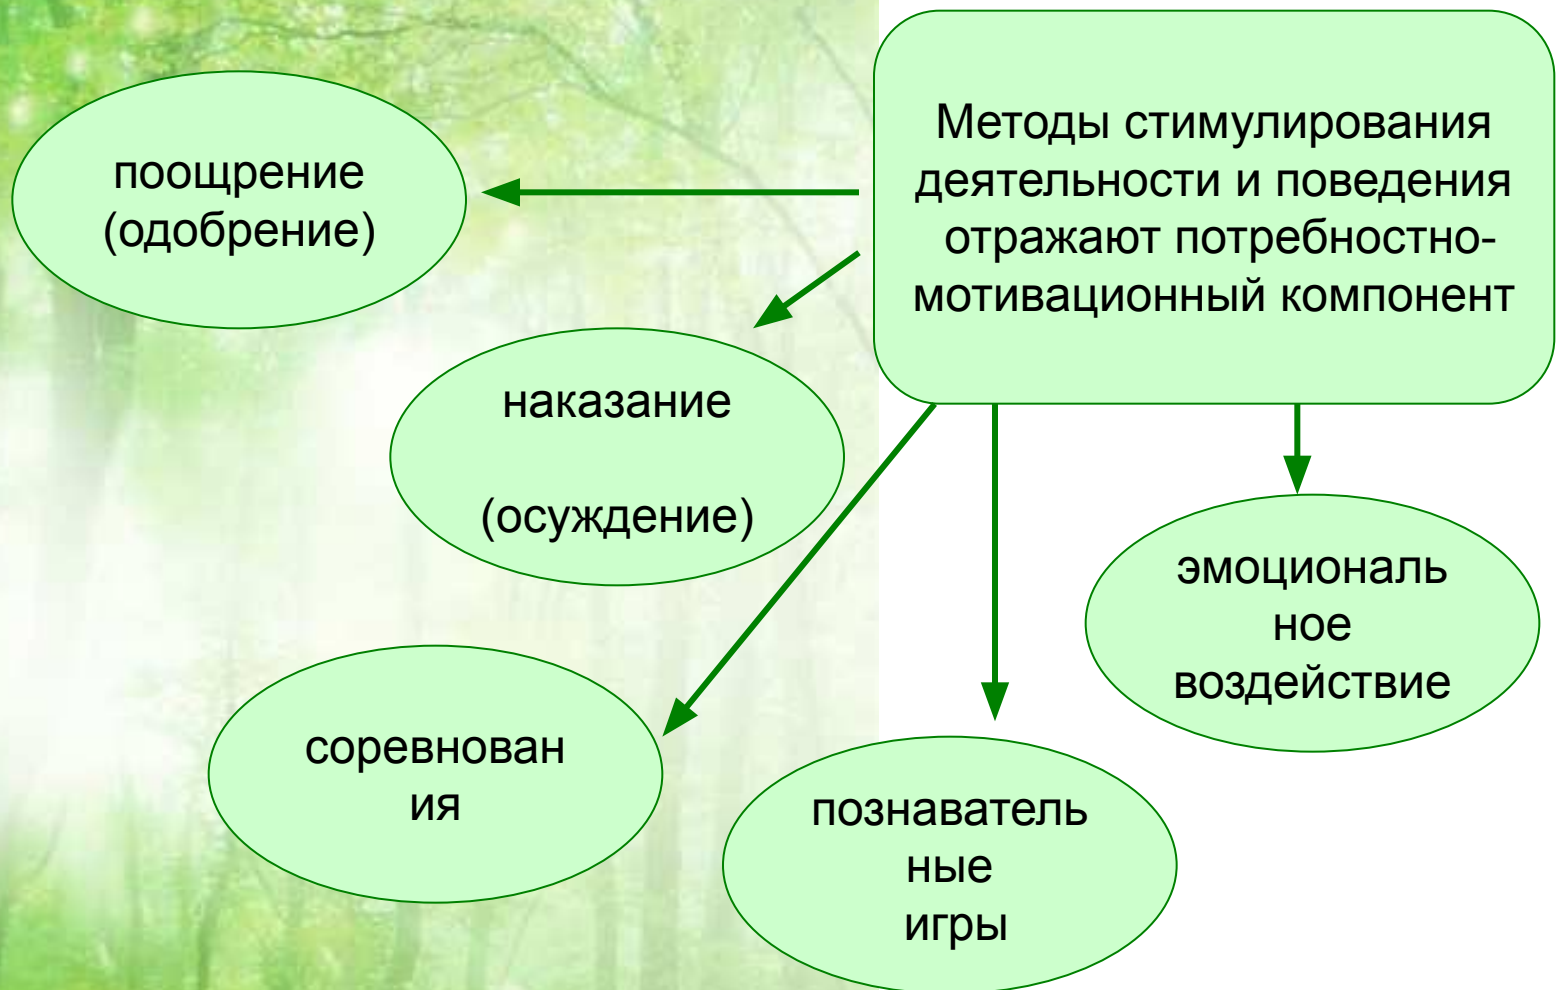 Методы стимулирования
деятельности и поведения
отражают потребностно-
мотивационный компонент
поощрение
(одобрение)
наказание
(осуждение)
соревнован
ия
познаватель
ные
игры
эмоциональ
ное
воздействие